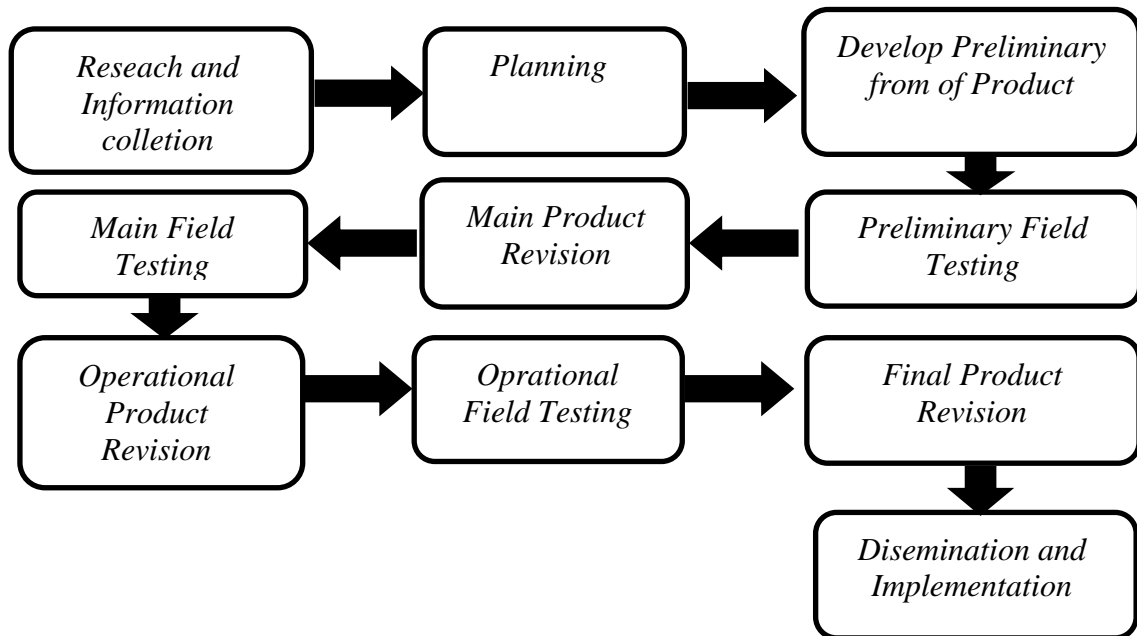 Reseach and
Information
colletion
Planning
Develop Preliminary
from of Product
Preliminary Field
Testing
Main Product
Revision
Main Field
Testing
Operational
Product
Revision
Oprational
Field Testing
Final Product
Revision
Disemination and
Implementation